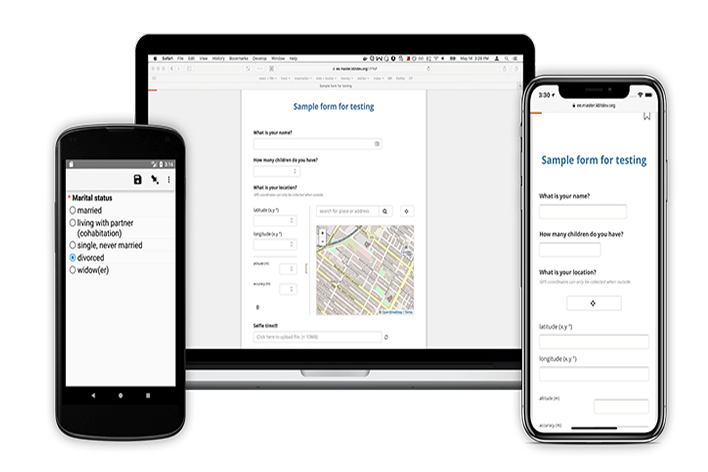 3:16
* Marital status
married
living with partner
(cohabitation)
single, never married
divorced
widow(er)
Safari File Edit View History Bookmarks Develop Window Help
Sample form for testing
Sample form for testing
What is your name?
How many children do you have?
What is your location?
GPS coordinates can only be collected when outside.
latitude (x.y °)
search for place or address
longitude (x.y °)
altitude (m)
accuracy (m)
Selfie time!!!
Click here to upload file (< 10MB)
3:30
Sample form for testing
What is your name?
How many children do you have?
What is your location?
GPS coordinates can only be collected when outside.
latitude (x.y °)
longitude (x.y °)
altitude (m)
accuracy (m)